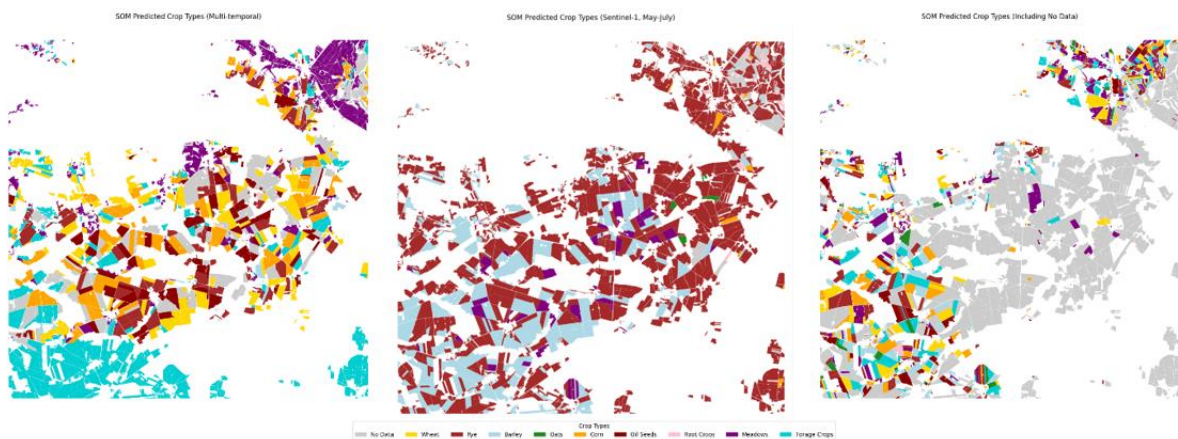 SOM Predicted Crop Types (Multi-temporal)
SOM Predicted Crop Types (Sentinel-1, May-July)
SOM Predicted Crop Types (Including No Data)
Crop Types
No Data Wheat Rye Barley Oats Corn Oil Seeds Root Crops Meadows Forage Crops